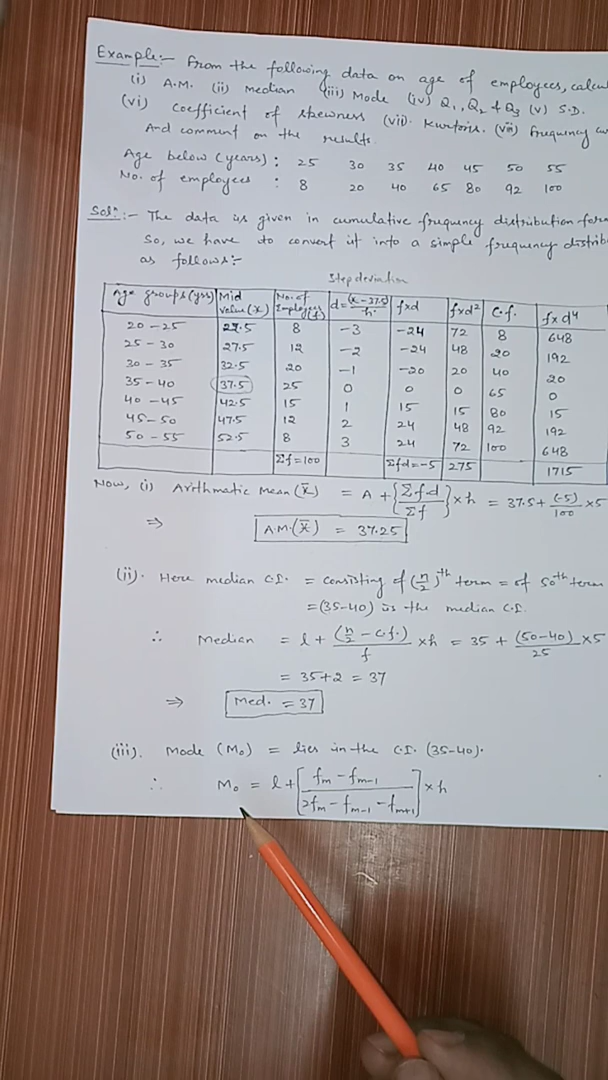 Example:- From the following data on age of employees, calcul
(i) A.M. (ii) median (iii) Mode (iv) Q₁, Q₂ & Q₃ (v) S.D.
(vi) coefficient of skewness (vii). Kurtosis. (viii) Frequency cu
And comment on the results.
Age below (years) : 25 30 35 40 45 50 55
No. of employees : 8 20 40 65 80 92 100
Solⁿ:- The data is given in cumulative frequency distribution for
So, we have to convert it into a simple frequency distrib
as follows:-
Step deviation
Age groups (yrs) Mid value (x) No. of Employees (f) d = (x-37.5)/h f×d f×d² C.f. f×d⁴
20-25 22.5 8 -3 -24 72 8 648
25-30 27.5 12 -2 -24 48 20 192
30-35 32.5 20 -1 -20 20 40 20
35-40 37.5 25 0 0 0 65 0
40-45 42.5 15 1 15 15 80 15
45-50 47.5 12 2 24 48 92 192
50-55 52.5 8 3 24 72 100 648
Σf=100 Σfd=-5 275 1715
Now, (i) Arithmatic Mean (x̄) = A + {Σfd/Σf} × h = 37.5 + (-5)/100 × 5
⇒ A.M.(x̄) = 37.25
(ii). Here median C.I. = consisting of (n/2)th term = of 50th term
= (35-40) is the median C.I.
∴ Median = l + (n/2 - c.f.)/f × h = 35 + (50-40)/25 × 5
= 35+2 = 37
⇒ Med. = 37
(iii). Mode (M₀) = lies in the C.I. (35-40).
∴ M₀ = l + [(fm - fm-1)/(2fm - fm-1 - fm+1)] × h